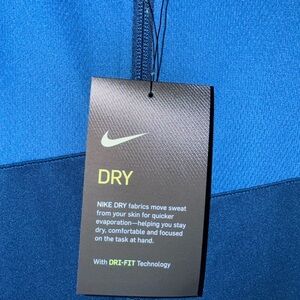 DRY
NIKE DRY fabrics move sweat
from your skin for quicker
evaporation—helping you stay
dry, comfortable and focused
on the task at hand.
With DRI-FIT Technology